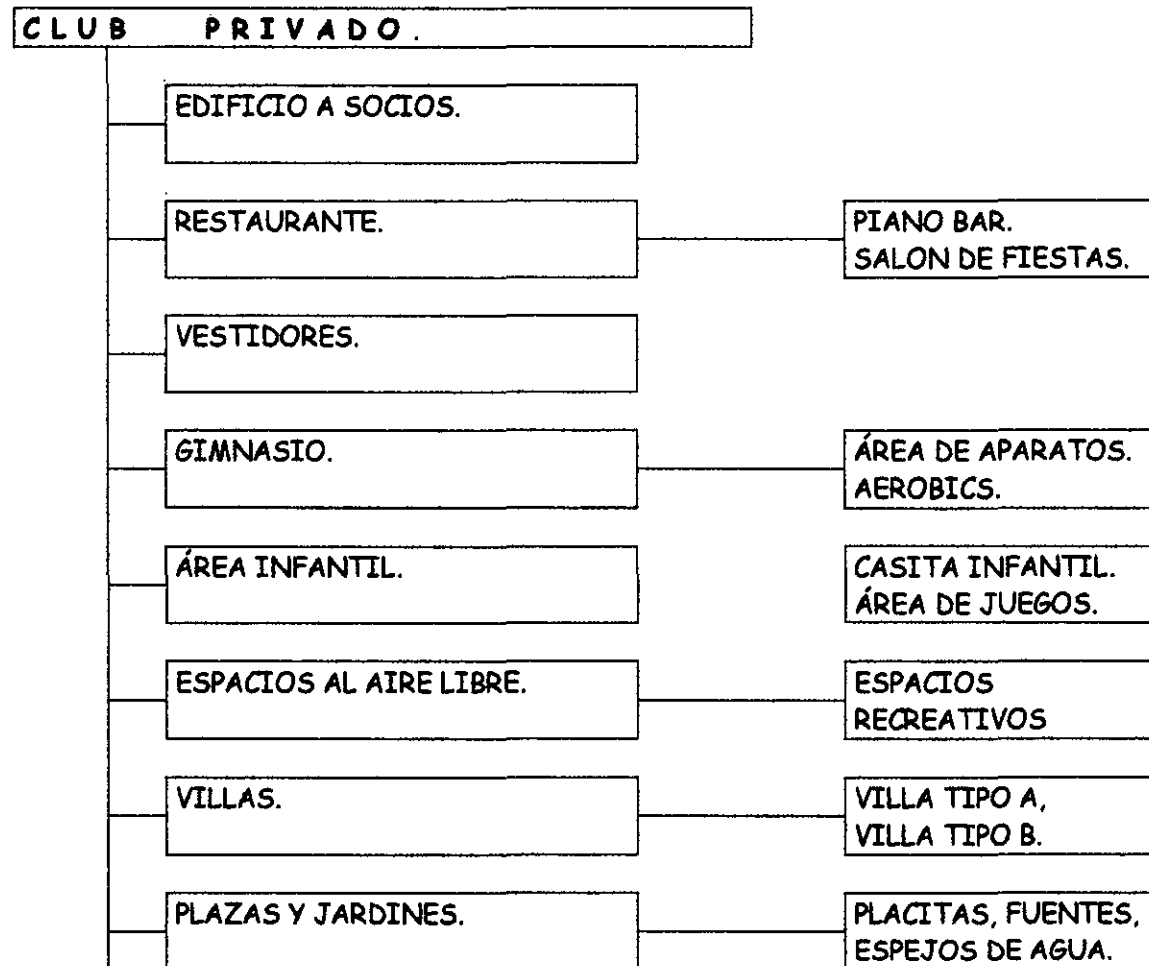 CLUB PRIVADO.
EDIFICIO A SOCIOS.
RESTAURANTE.
PIANO BAR.
SALON DE FIESTAS.
VESTIDORES.
GIMNASIO.
ÁREA DE APARATOS.
AEROBICS.
ÁREA INFANTIL.
CASITA INFANTIL.
ÁREA DE JUEGOS.
ESPACIOS AL AIRE LIBRE.
ESPACIOS
RECREATIVOS
VILLAS.
VILLA TIPO A,
VILLA TIPO B.
PLAZAS Y JARDINES.
PLACITAS, FUENTES,
ESPEJOS DE AGUA.